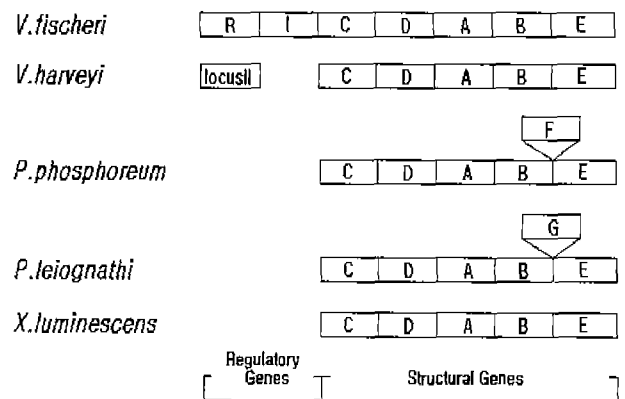 V.fischeri R I C D A B E
V.harveyi locusII C D A B E
F
P.phosphoreum C D A B E
G
P.leiognathi C D A B E
X.luminescens C D A B E
Regulatory
Genes Structural Genes